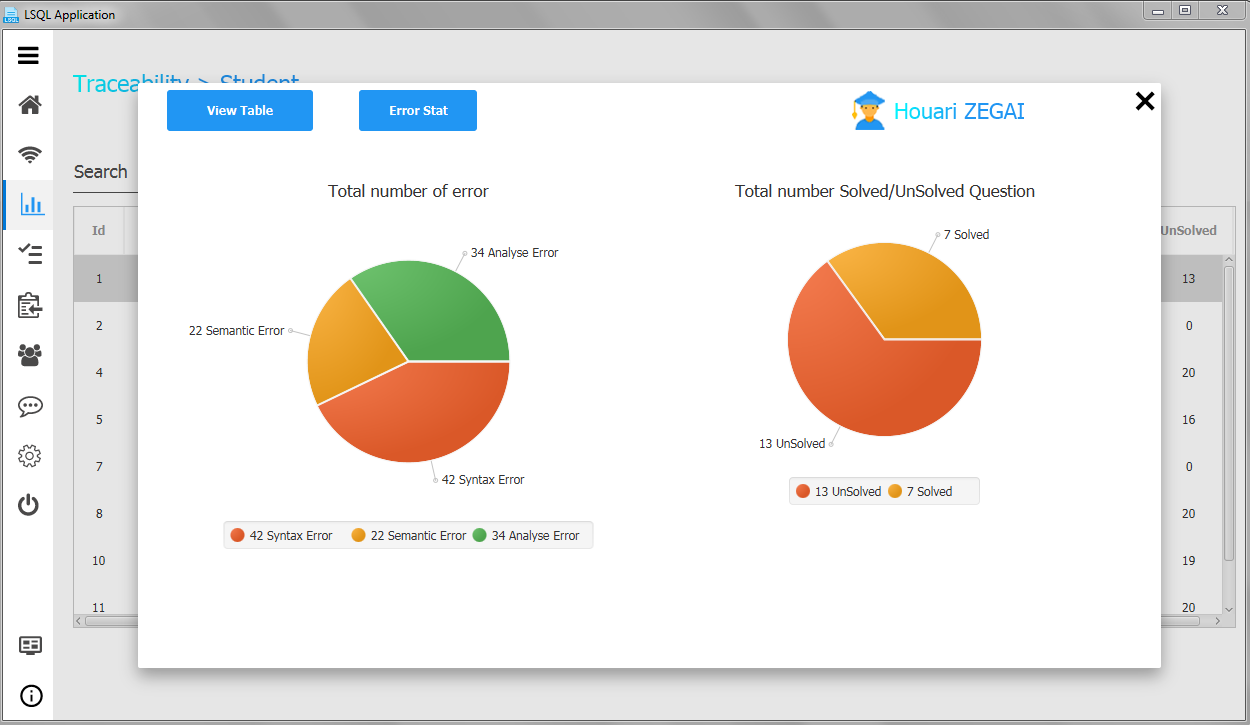 LSQL Application
Traceability > Student
View Table
Error Stat
Houari ZEGAI
Search
Total number of error
Total number Solved/UnSolved Question
34 Analyse Error
22 Semantic Error
42 Syntax Error
42 Syntax Error 22 Semantic Error 34 Analyse Error
7 Solved
13 UnSolved
13 UnSolved 7 Solved
Id UnSolved
1 13
2 0
4 20
5 16
7 0
8 20
10 19
11 20